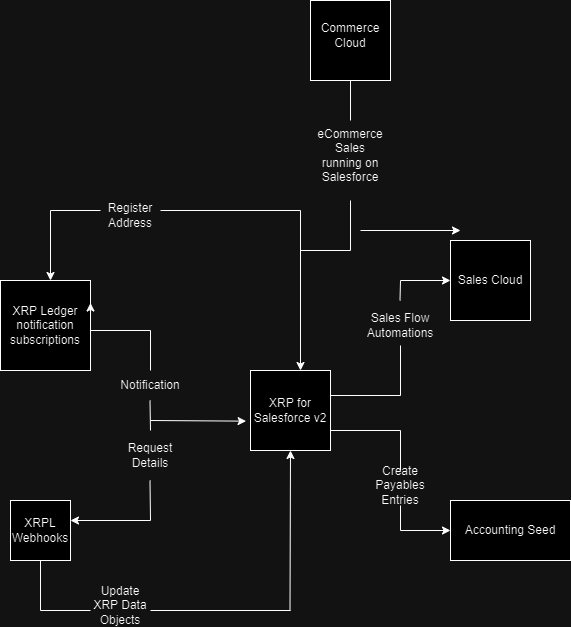 Commerce
Cloud
eCommerce
Sales
running on
Salesforce
Register
Address
XRP Ledger
notification
subscriptions
Sales Cloud
Sales Flow
Automations
Notification
XRP for
Salesforce v2
Request
Details
Create
Payables
Entries
XRPL
Webhooks
Accounting Seed
Update
XRP Data
Objects